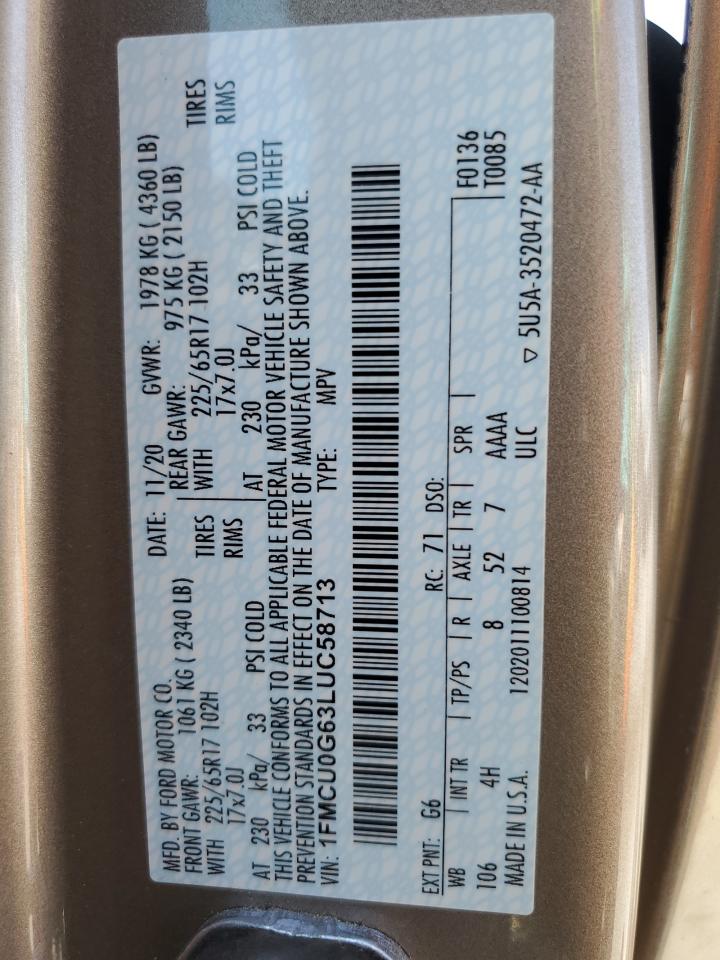 MFD. BY FORD MOTOR CO. DATE: 11/20 GVWR: 1978 KG ( 4360 LB)
FRONT GAWR: 1061 KG ( 2340 LB) REAR GAWR: 975 KG ( 2150 LB)
WITH 225/65R17 102H TIRES WITH 225/65R17 102H TIRES
17x7.0J RIMS 17x7.0J RIMS
AT 230 kPa/ 33 PSI COLD AT 230 kPa/ 33 PSI COLD
THIS VEHICLE CONFORMS TO ALL APPLICABLE FEDERAL MOTOR VEHICLE SAFETY AND THEFT
PREVENTION STANDARDS IN EFFECT ON THE DATE OF MANUFACTURE SHOWN ABOVE.
VIN: 1FMCU0G63LUC58713 TYPE: MPV
EXT PNT: G6 RC: 71 DSO: F0136
WB INT TR TP/PS R AXLE TR SPR T0085
106 4H 8 52 7 AAAA
MADE IN U.S.A. 12020111100814 ULC ▽ 5U5A-3520472-AA